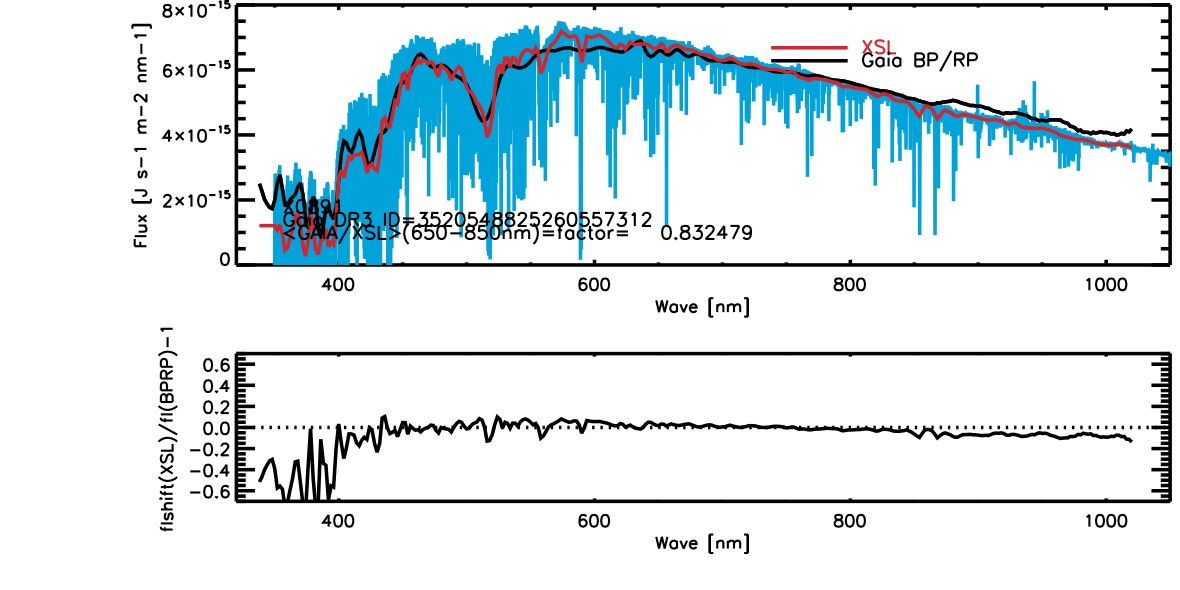 8×10-15
6×10-15
4×10-15
2×10-15
0
Flux [J s-1 m-2 nm-1]
XSL
Gaia BP/RP
Gaia DR3 ID=3520548825260557312
<GAIA/XSL>(650-850nm)=factor= 0.832479
400 600 800 1000
Wave [nm]
0.6
0.4
0.2
0.0
-0.2
-0.4
-0.6
flshift(XSL)/fl(BPRP)-1
400 600 800 1000
Wave [nm]